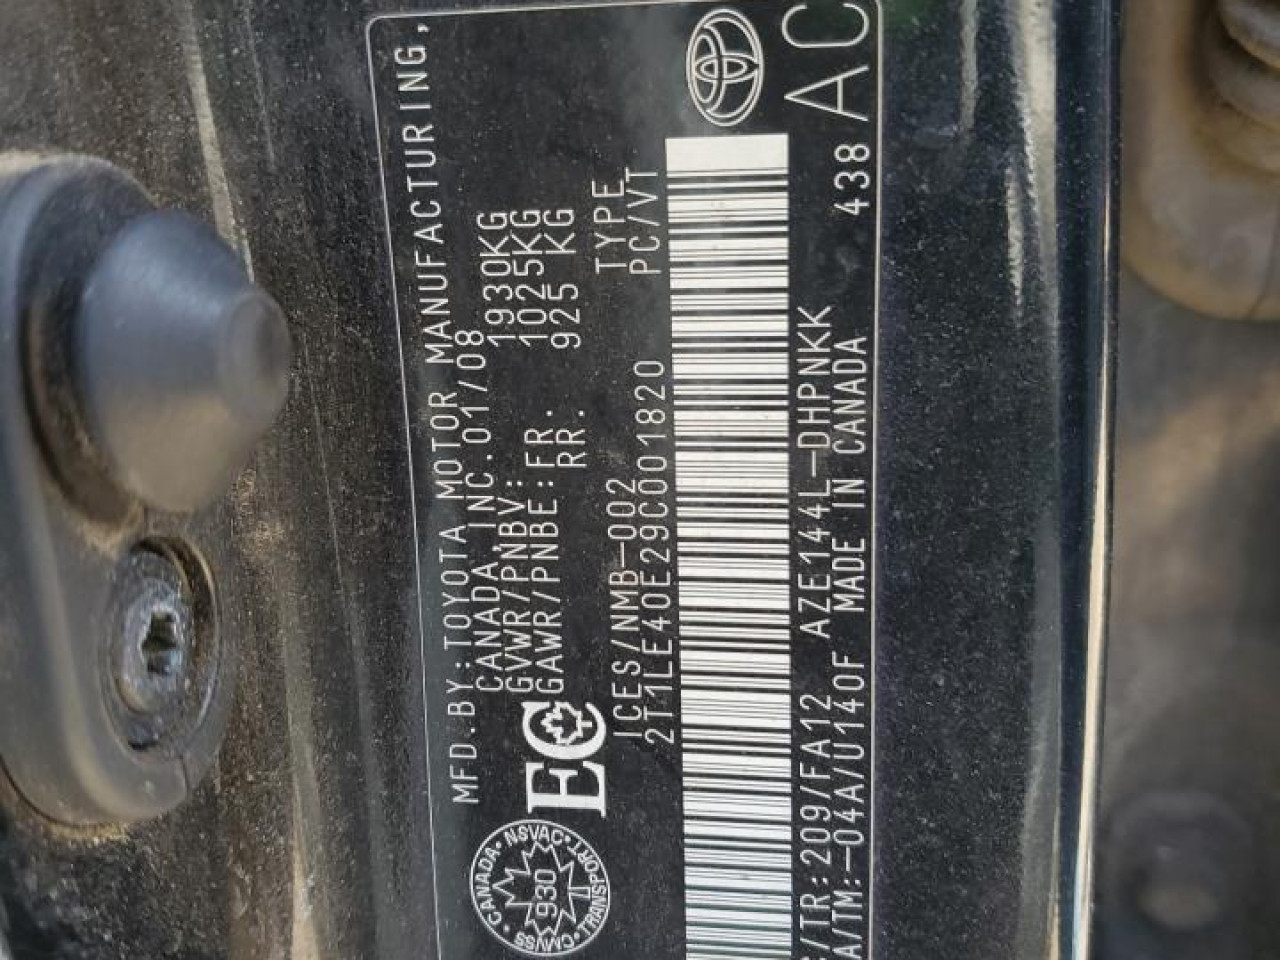 MFD.BY:TOYOTA MOTOR MANUFACTURING,
CANADA,INC.01/08
GVWR/PNBV: 1930KG
GAWR/PNBE:FR. 1025KG
RR. 925 KG
EC
CANADA
NSVAC
TRANSPORT
CMVSS
930
ICES/NMB-002 TYPE
2T1LE40E29C001820 PC/VT
C/TR:209/FA12 AZE144L-DHPNKK 438
A/TM:-04A/U140F MADE IN CANADA AC